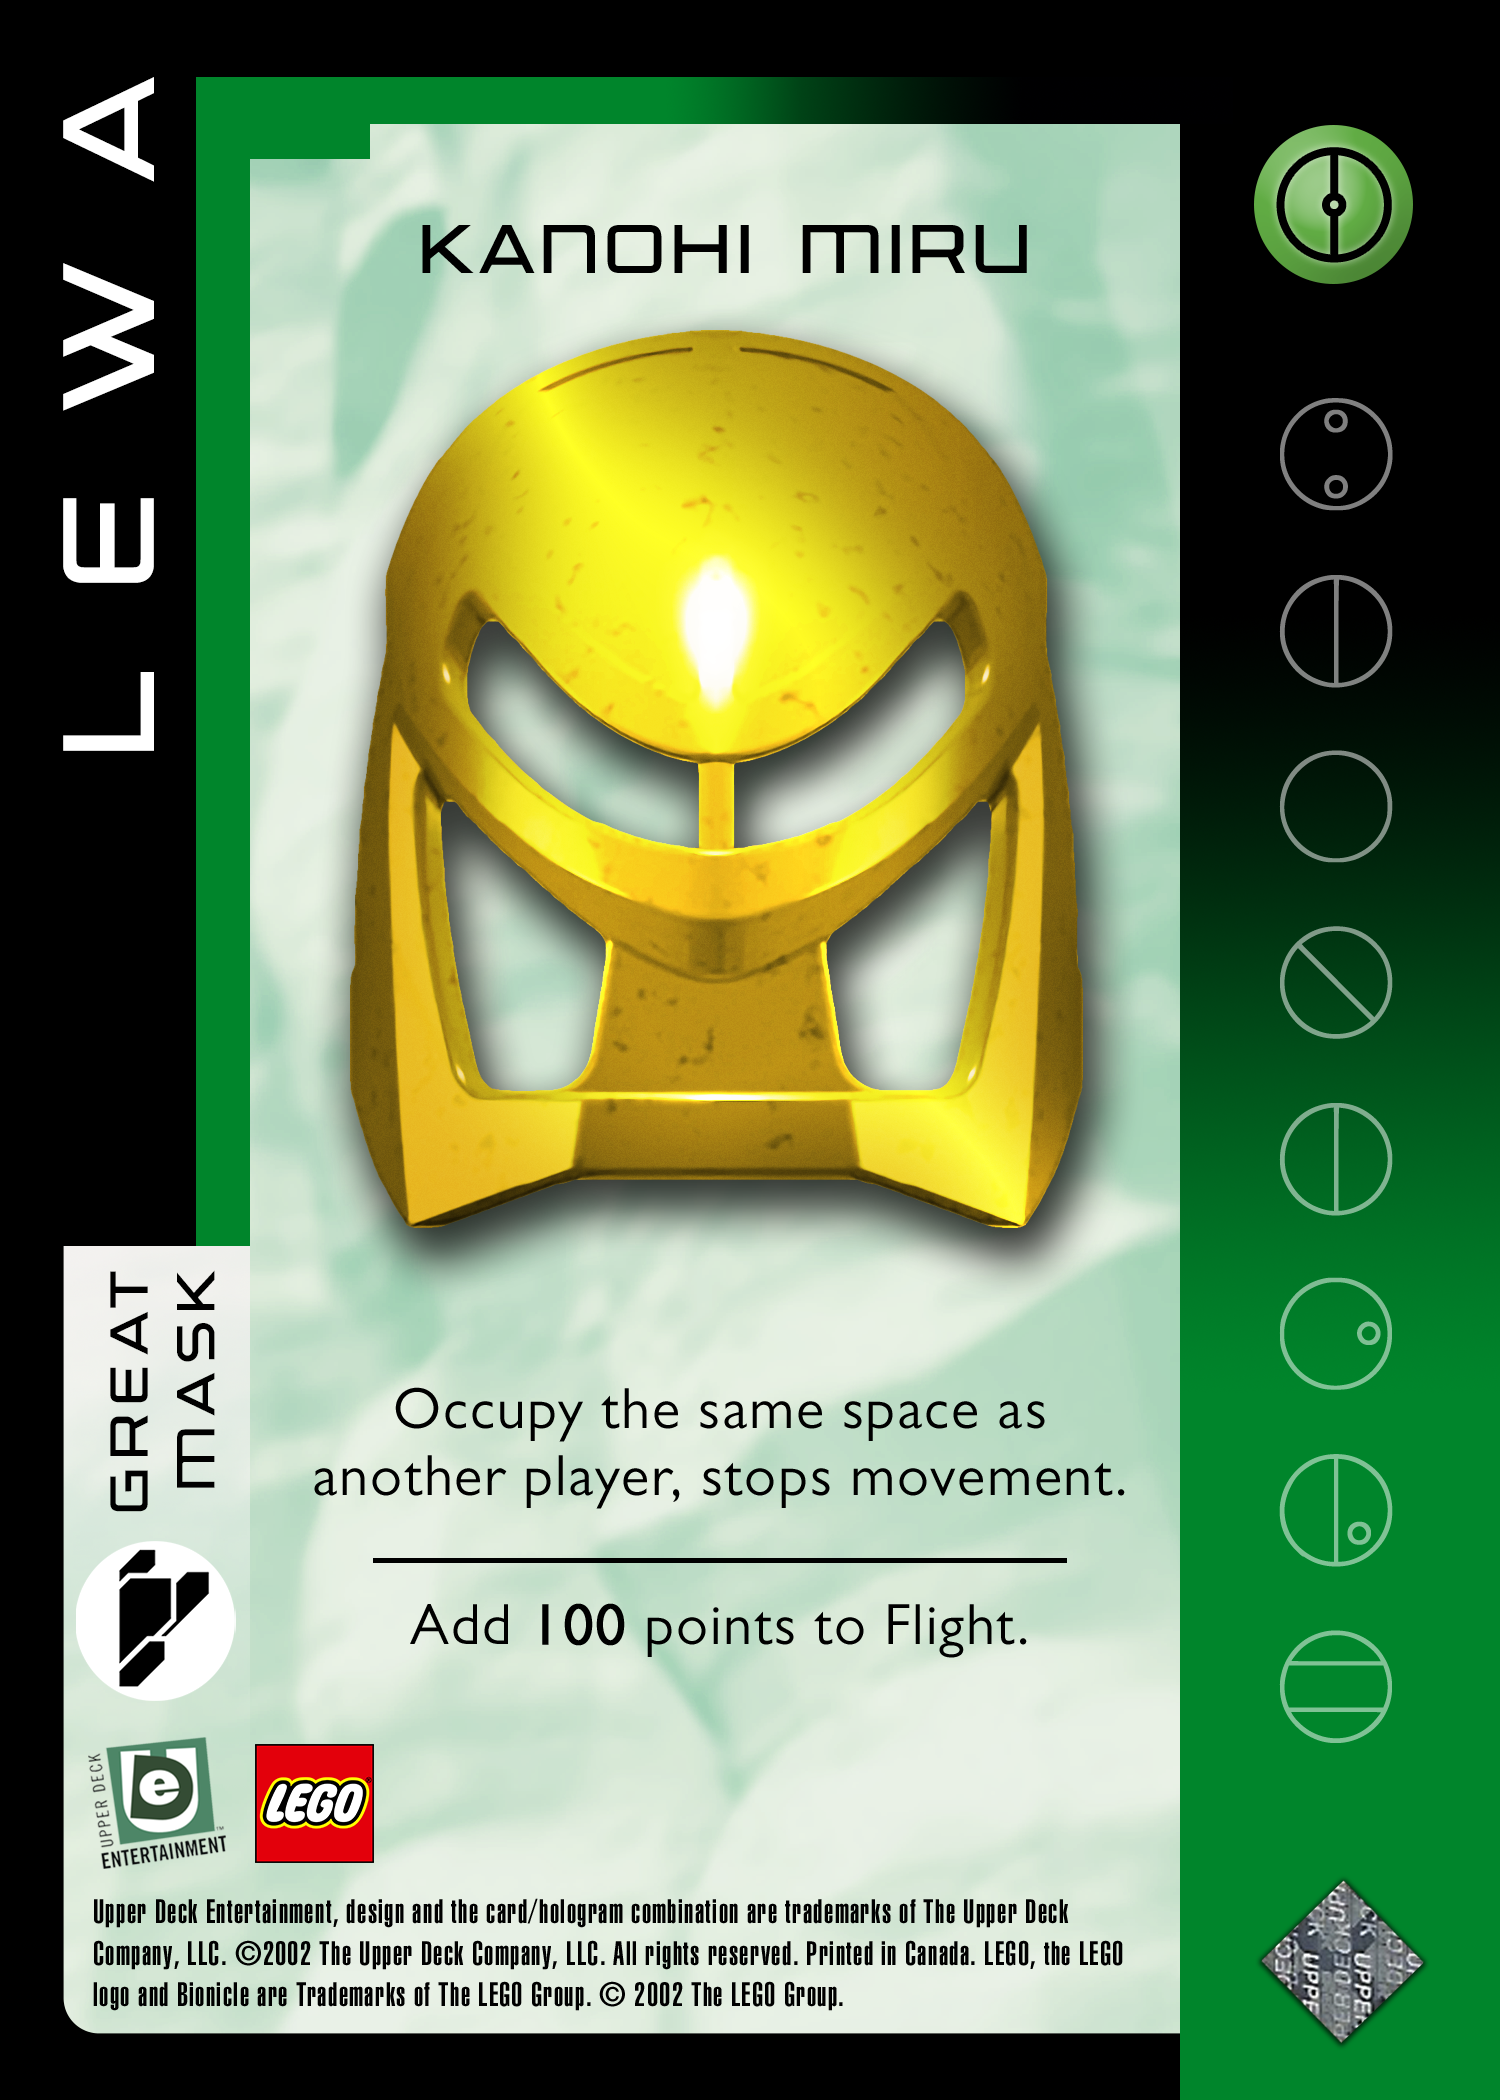 LEWA
KANOHI MIRU
GREAT
MASK
Occupy the same space as
another player, stops movement.
Add 100 points to Flight.
UPPER DECK
e
ENTERTAINMENT
™
LEGO
Upper Deck Entertainment, design and the card/hologram combination are trademarks of The Upper Deck
Company, LLC. ©2002 The Upper Deck Company, LLC. All rights reserved. Printed in Canada. LEGO, the LEGO
logo and Bionicle are Trademarks of The LEGO Group. © 2002 The LEGO Group.